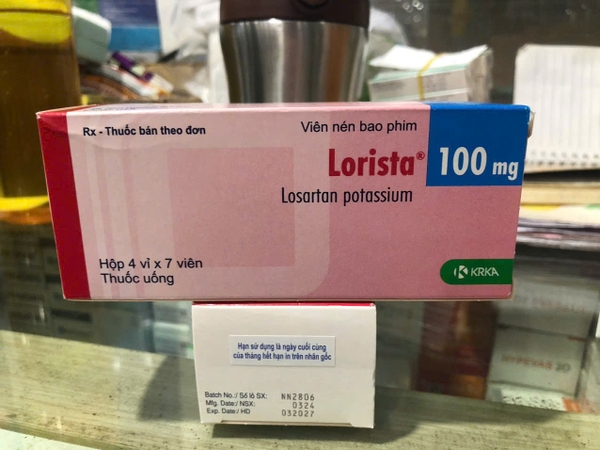 Rx - Thuốc bán theo đơn
Viên nén bao phim
Lorista® 100 mg
Losartan potassium
Hộp 4 vỉ x 7 viên
Thuốc uống
KRKA
Hạn sử dụng là ngày cuối cùng
của tháng hết hạn in trên nhãn gốc
Batch No.:/ Số lô SX: NN2806
Mfg. Date:/ NSX: 0324
Exp. Date:/ HD 032027